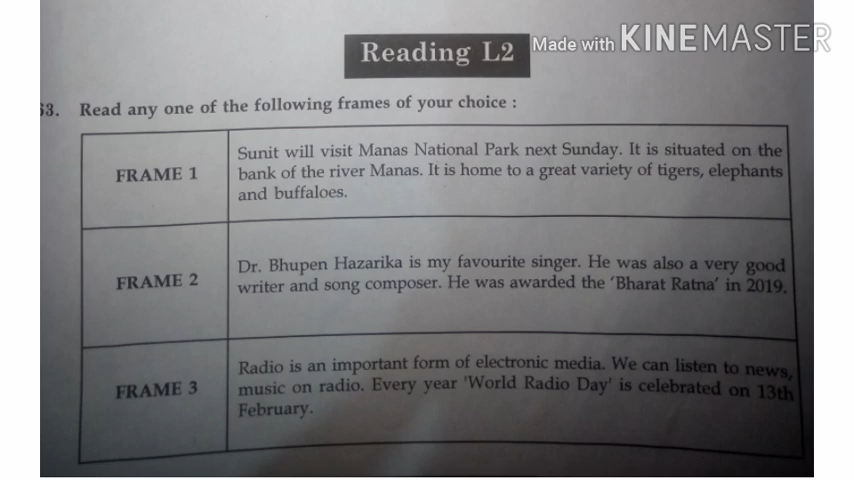 Reading L2
Made with KINEMASTER
63. Read any one of the following frames of your choice :
FRAME 1
Sunit will visit Manas National Park next Sunday. It is situated on the
bank of the river Manas. It is home to a great variety of tigers, elephants
and buffaloes.
FRAME 2
Dr. Bhupen Hazarika is my favourite singer. He was also a very good
writer and song composer. He was awarded the 'Bharat Ratna' in 2019.
FRAME 3
Radio is an important form of electronic media. We can listen to news,
music on radio. Every year 'World Radio Day' is celebrated on 13th
February.